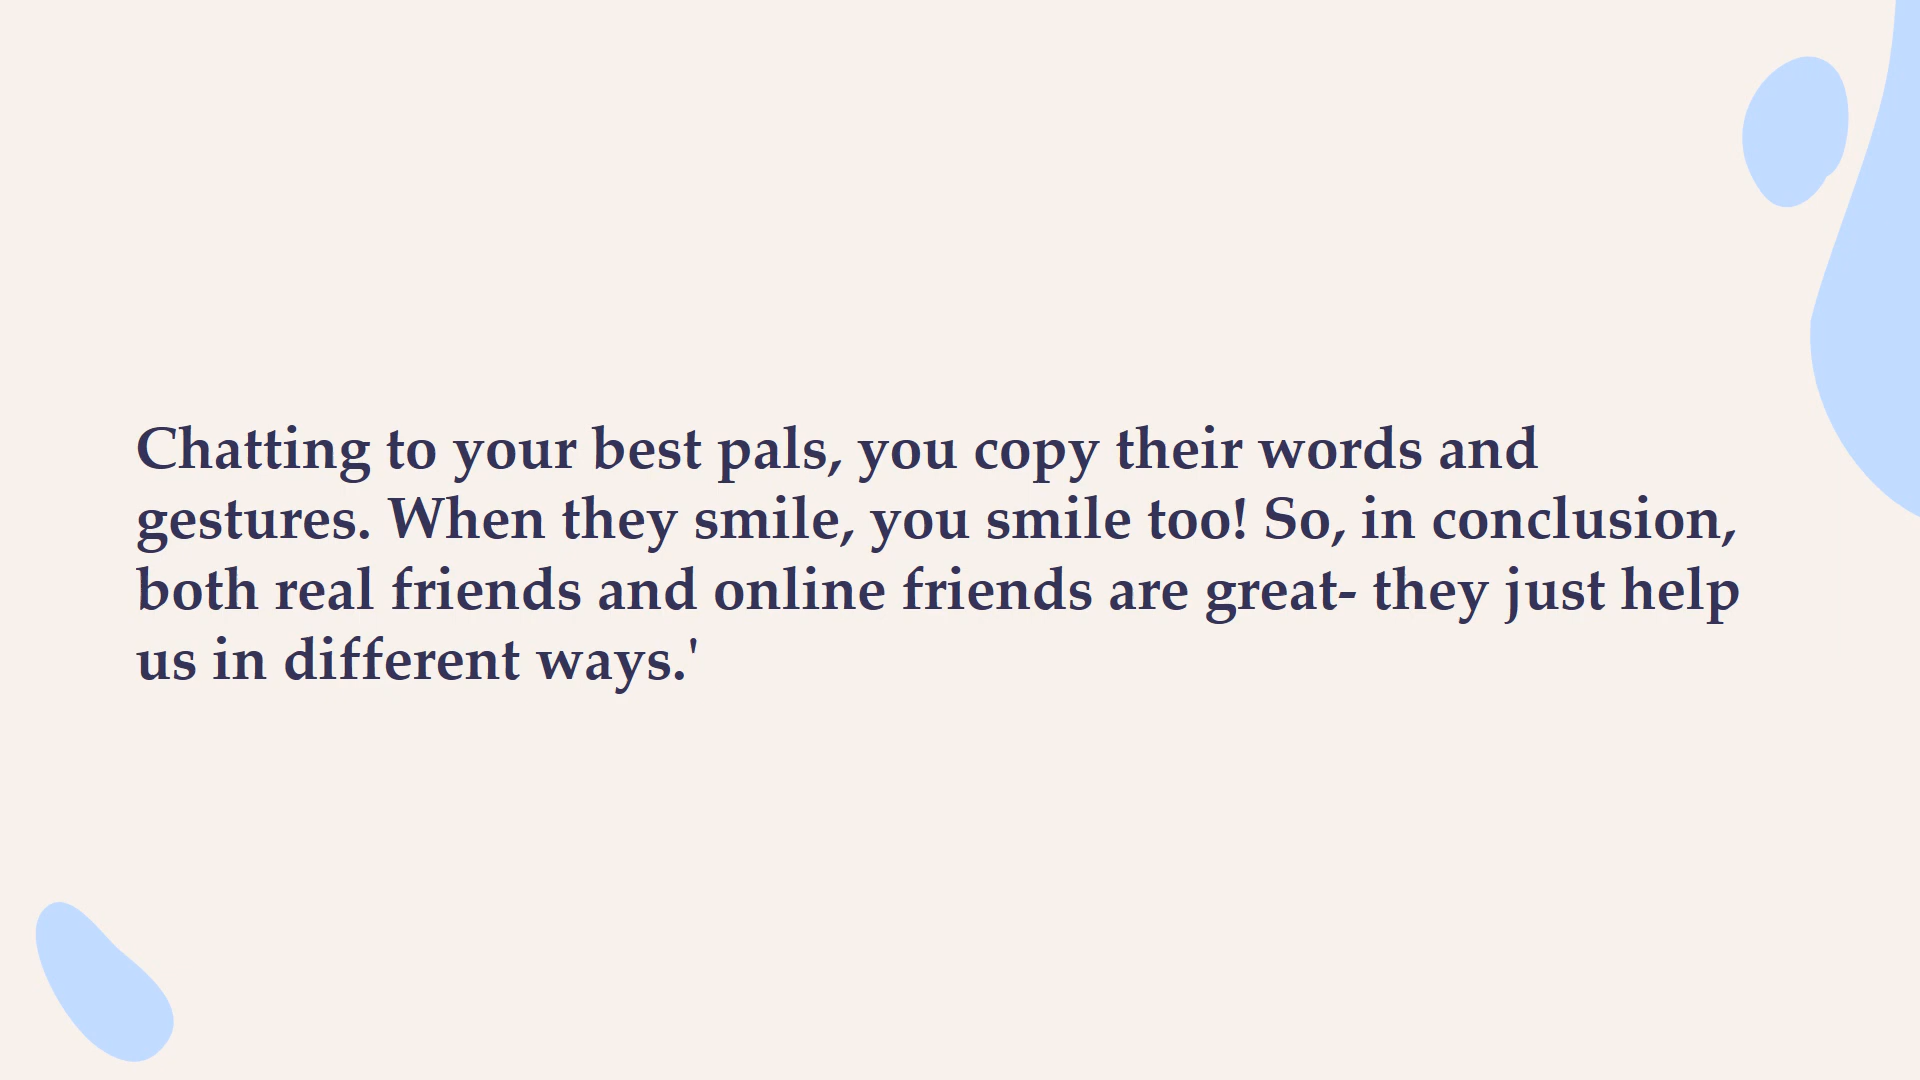 Chatting to your best pals, you copy their words and
gestures. When they smile, you smile too! So, in conclusion,
both real friends and online friends are great- they just help
us in different ways.'